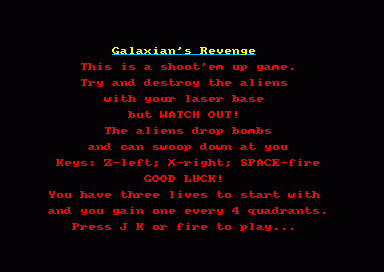 Galaxian's Revenge
This is a shoot'em up game.
Try and destroy the aliens
with your laser base
but WATCH OUT!
The aliens drop bombs
and can swoop down at you
Keys: Z-left; X-right; SPACE-fire
GOOD LUCK!
You have three lives to start with
and you gain one every 4 quadrants.
Press J K or fire to play...